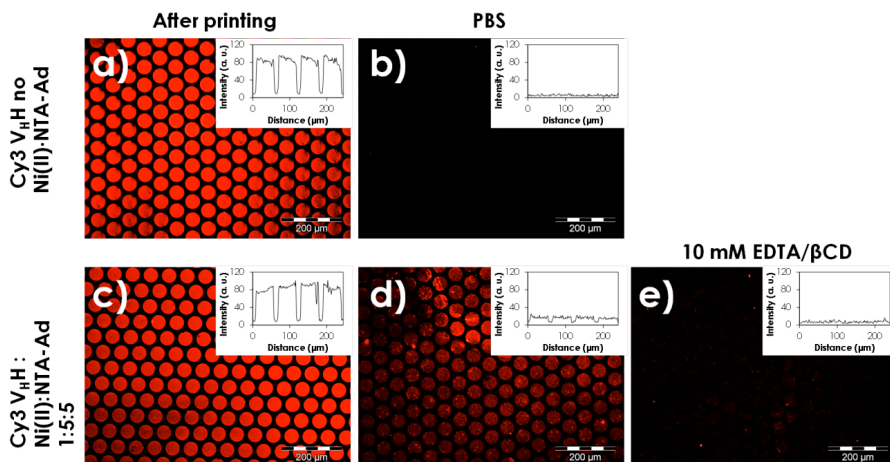 After printing
PBS
Cy3 VHH no
Ni(II)·NTA-Ad
a)
Intensity (a. u.)
120
80
40
0
0 100 200
Distance (µm)
200 µm
b)
Intensity (a. u.)
120
80
40
0
0 100 200
Distance (µm)
200 µm
10 mM EDTA/βCD
Cy3 VHH :
Ni(II):NTA-Ad
1:5:5
c)
Intensity (a. u.)
120
80
40
0
0 100 200
Distance (µm)
200 µm
d)
Intensity (a. u.)
120
80
40
0
0 100 200
Distance (µm)
200 µm
e)
Intensity (a. u.)
120
80
40
0
0 100 200
Distance (µm)
200 µm